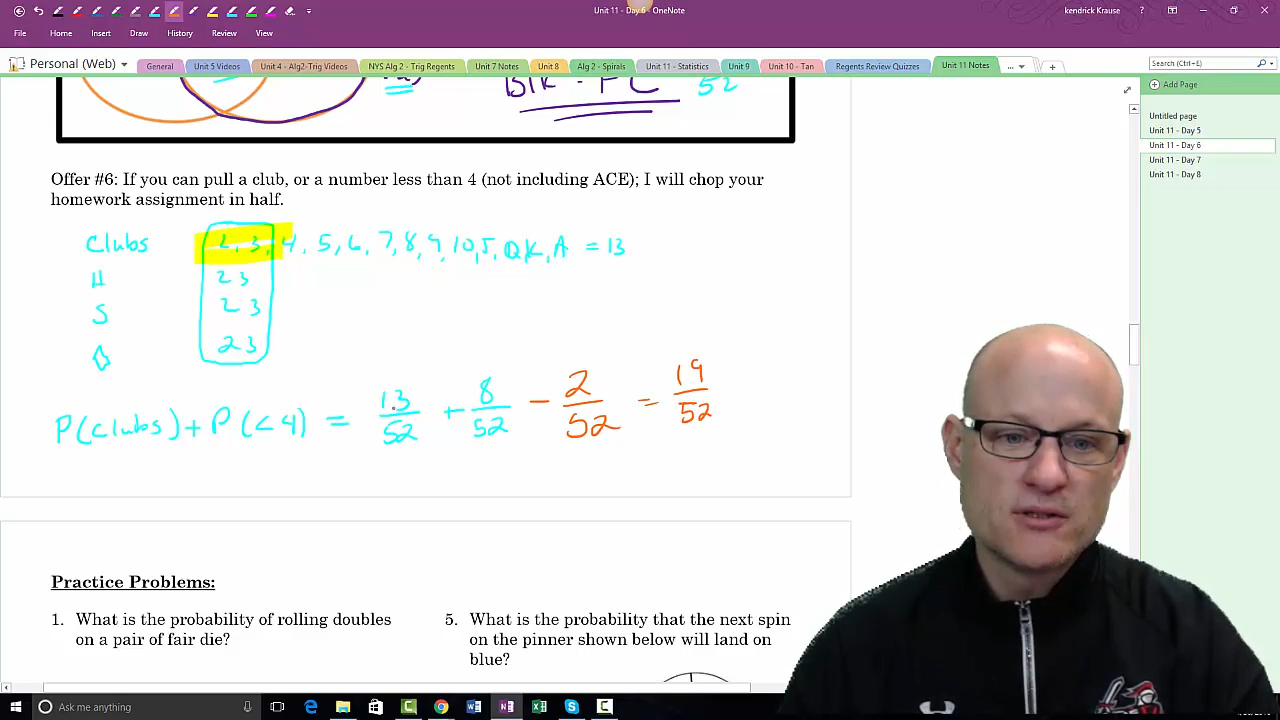 Unit 11 - Day 6 - OneNote
kendrick Krause
File Home Insert Draw History Review View
Personal (Web) General Unit 5 Videos Unit 4 - Alg2-Trig Videos NYS Alg 2 - Trig Regents Unit 7 Notes Unit 8 Alg 2 - Spirals Unit 11 - Statistics Unit 9 Unit 10 - Tan Regents Review Quizzes Unit 11 Notes ... Search (Ctrl+E)
Add Page
Untitled page
Unit 11 - Day 5
Unit 11 - Day 6
Unit 11 - Day 7
Unit 11 - Day 8
Blk - FC 52
Offer #6: If you can pull a club, or a number less than 4 (not including ACE); I will chop your
homework assignment in half.
Clubs 2, 3, 4, 5, 6, 7, 8, 9, 10, J, Q K, A = 13
H 2 3
S 2 3
2 3
P(clubs) + P(<4) = 13/52 + 8/52 - 2/52 = 19/52
Practice Problems:
1. What is the probability of rolling doubles
on a pair of fair die?
5. What is the probability that the next spin
on the pinner shown below will land on
blue?
Ask me anything